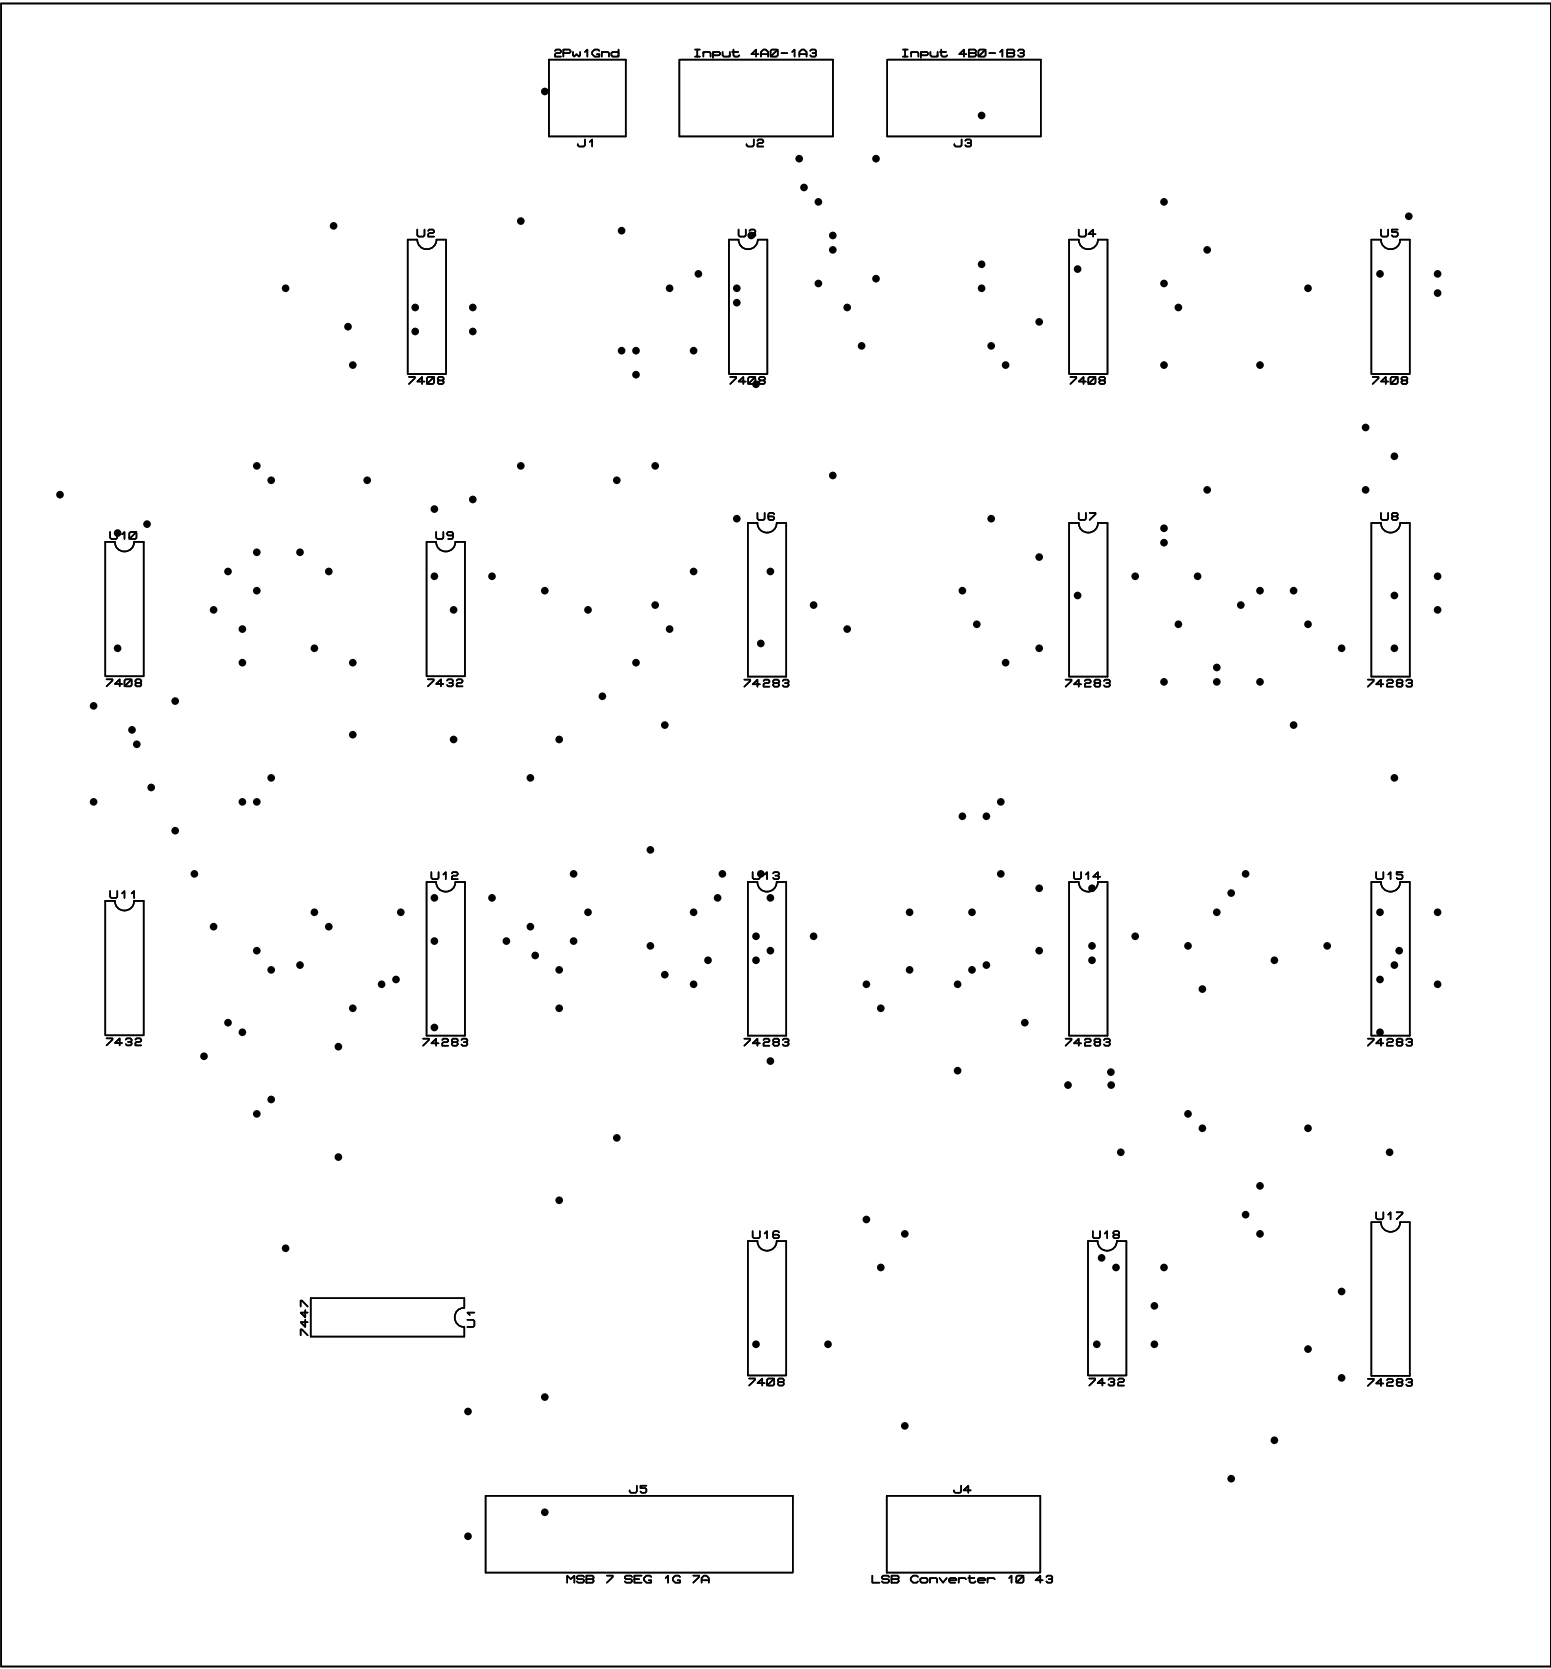 2Pw1Gnd
Input 4A0-1A3
Input 4B0-1B3
J1
J2
J3
U2
U3
U4
U5
7408
7408
7408
7408
U10
U9
U6
U7
U8
7408
7432
74283
74283
74283
U11
U12
U13
U14
U15
7432
74283
74283
74283
74283
U16
U18
U17
7447
U1
7408
7432
74283
J5
J4
MSB 7 SEG 1G 7A
LSB Converter 10 43